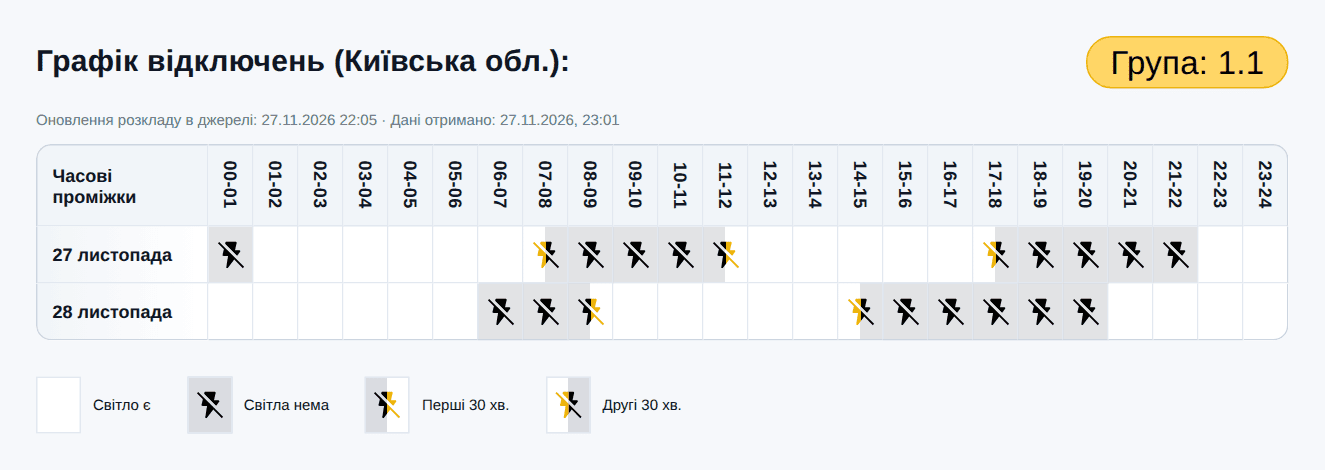 Графік відключень (Київська обл.):
Група: 1.1
Оновлення розкладу в джерелі: 27.11.2026 22:05 · Дані отримано: 27.11.2026, 23:01
Часові
проміжки
00-01
01-02
02-03
03-04
04-05
05-06
06-07
07-08
08-09
09-10
10-11
11-12
12-13
13-14
14-15
15-16
16-17
17-18
18-19
19-20
20-21
21-22
22-23
23-24
27 листопада
28 листопада
Світло є
Світла нема
Перші 30 хв.
Другі 30 хв.